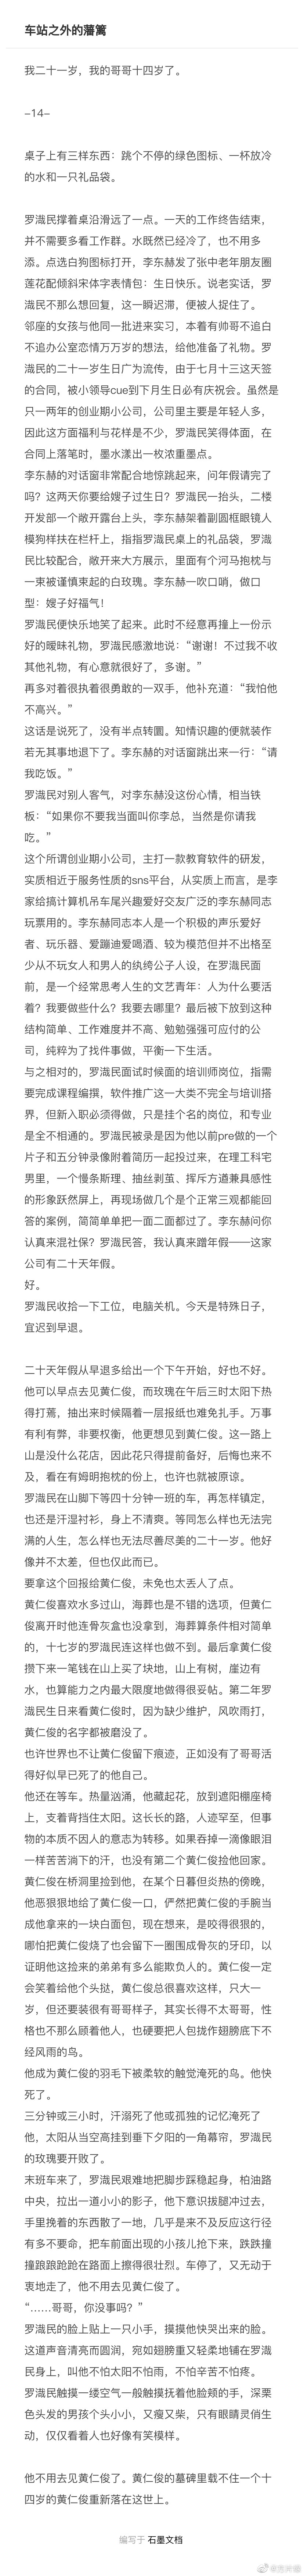 车站之外的藩篱
我二十一岁，我的哥哥十四岁了。
-14-
桌子上有三样东西：跳个不停的绿色图标、一杯放冷
的水和一只礼品袋。
罗渽民撑着桌沿滑远了一点。一天的工作终告结束，
并不需要多看工作群。水既然已经冷了，也不用多
添。点选白狗图标打开，李东赫发了张中老年朋友圈
莲花配倾斜宋体字表情包：生日快乐。说老实话，罗
渽民不那么想回复，这一瞬迟滞，便被人捉住了。
邻座的女孩与他同一批进来实习，本着有帅哥不追白
不追办公室恋情万万岁的想法，给他准备了礼物。罗
渽民的二十一岁生日广为流传，由于七月十三这天签
的合同，被小领导cue到下月生日必有庆祝会。虽然是
只一两年的创业期小公司，公司里主要是年轻人多，
因此这方面福利与花样是不少，罗渽民笑得体面，在
合同上落笔时，墨水漾出一枚浓重墨点。
李东赫的对话窗非常配合地惊跳起来，问年假请完了
吗？这两天你要给嫂子过生日？罗渽民一抬头，二楼
开发部一个敞开露台上头，李东赫架着副圆框眼镜人
模狗样扶在栏杆上，指指罗渽民桌上的礼品袋，罗渽
民比较配合，敞开来大方展示，里面有个河马抱枕与
一束被谨慎束起的白玫瑰。李东赫一吹口哨，做口
型：嫂子好福气！
罗渽民便快乐地笑了起来。此时不经意再撞上一份示
好的暧昧礼物，罗渽民感激地说：“谢谢！不过我不收
其他礼物，有心意就很好了，多谢。”
再多对着很执着很勇敢的一双手，他补充道：“我怕他
不高兴。”
这话是说死了，没有半点转圜。知情识趣的便就装作
若无其事地退下了。李东赫的对话窗跳出来一行：“请
我吃饭。”
罗渽民对别人客气，对李东赫没这份心情，相当铁
板：“如果你不要我当面叫你李总，当然是你请我
吃。”
这个所谓创业期小公司，主打一款教育软件的研发，
实质相近于服务性质的sns平台，从实质上而言，是李
家给搞计算机吊车尾兴趣爱好交友广泛的李东赫同志
玩票用的。李东赫同志本人是一个积极的声乐爱好
者、玩乐器、爱蹦迪爱喝酒、较为模范但并不出格至
少从不玩女人和男人的纨绔公子人设，在罗渽民面
前，是一个经常思考人生的文艺青年：人为什么要活
着？我要做些什么？我要去哪里？最后被下放到这种
结构简单、工作难度并不高、勉勉强强可应付的公
司，纯粹为了找件事做，平衡一下生活。
与之相对的，罗渽民面试时候面的培训师岗位，指需
要完成课程编撰，软件推广这一大类不完全与培训搭
界，但新入职必须得做，只是挂个名的岗位，和专业
是全不相通的。罗渽民被录是因为他以前pre做的一个
片子和五分钟录像附着简历一起投过来，在理工科宅
男里，一个慢条斯理、抽丝剥茧、挥斥方遒兼具感性
的形象跃然屏上，再现场做几个是个正常三观都能回
答的案例，简简单单把一面二面都过了。李东赫问你
认真来混社保？罗渽民答，我认真来蹭年假——这家
公司有二十天年假。
好。
罗渽民收拾一下工位，电脑关机。今天是特殊日子，
宜迟到早退。
二十天年假从早退多给出一个下午开始，好也不好。
他可以早点去见黄仁俊，而玫瑰在午后三时太阳下热
得打蔫，抽出来时候隔着一层报纸也难免扎手。万事
有利有弊，非要权衡，他更想见到黄仁俊。这一路上
山是没什么花店，因此花只得提前备好，后悔也来不
及，看在有姆明抱枕的份上，也许也就被原谅。
罗渽民在山脚下等四十分钟一班的车，再怎样镇定，
也还是汗湿衬衫，身上不清爽。等同怎么样也无法完
满的人生，怎么样也无法尽善尽美的二十一岁。他好
像并不太差，但也仅此而已。
要拿这个回报给黄仁俊，未免也太丢人了点。
黄仁俊喜欢水多过山，海葬也是不错的选项，但黄仁
俊离开时他连骨灰盒也没拿到，海葬算条件相对简单
的，十七岁的罗渽民连这样也做不到。最后拿黄仁俊
攒下来一笔钱在山上买了块地，山上有树，崖边有
水，也算能力之内最大限度地做得很妥帖。第二年罗
渽民生日来看黄仁俊时，因为缺少维护，风吹雨打，
黄仁俊的名字都被磨没了。
也许世界也不让黄仁俊留下痕迹，正如没有了哥哥活
得好似早已死了的他自己。
他还在等车。热量汹涌，他藏起花，放到遮阳棚座椅
上，支着背挡住太阳。这长长的路，人迹罕至，但事
物的本质不因人的意志为转移。如果吞掉一滴像眼泪
一样苦苦淌下的汗，也没有第二个黄仁俊捡他回家。
黄仁俊在桥洞里捡到他，在某个日暮但炎热的傍晚，
他恶狠狠地给了黄仁俊一口，俨然把黄仁俊的手腕当
成他拿来的一块白面包，现在想来，是咬得很狠的，
哪怕把黄仁俊烧了也会留下一圈围成骨灰的牙印，以
证明他这捡来的弟弟有多么能欺负人的。黄仁俊一定
会笑着给他个头挞，黄仁俊总很喜欢这样，只大一
岁，但还要装很有哥哥样子，其实长得不太哥哥，性
格也不那么顾着他人，也硬要把人包拢作翅膀底下不
经风雨的鸟。
他成为黄仁俊的羽毛下被柔软的触觉淹死的鸟。他快
死了。
三分钟或三小时，汗溺死了他或孤独的记忆淹死了
他，太阳从当空高挂到垂下夕阳的一角幕帘，罗渽民
的玫瑰要开败了。
末班车来了，罗渽民艰难地把脚步踩稳起身，柏油路
中央，拉出一道小小的影子，他下意识拔腿冲过去，
手里挽着的东西散了一地，几乎是来不及反应这行径
有多不要命，把车前面出现的小孩儿抢下来，跌跌撞
撞踉踉跄跄在路面上擦得很壮烈。车停了，又无动于
衷地走了，他不用去见黄仁俊了。
“……哥哥，你没事吗？”
罗渽民的脸上贴上一只小手，摸摸他快哭出来的脸。
这道声音清亮而圆润，宛如翅膀重又轻柔地铺在罗渽
民身上，叫他不怕太阳不怕雨，不怕辛苦不怕疼。
罗渽民触摸一缕空气一般触摸抚着他脸颊的手，深栗
色头发的男孩个头小小，又瘦又柴，只有眼睛灵俏生
动，仅仅看着人也好像有笑模样。
他不用去见黄仁俊了。黄仁俊的墓碑里载不住一个十
四岁的黄仁俊重新落在这世上。
编写于 石墨文档